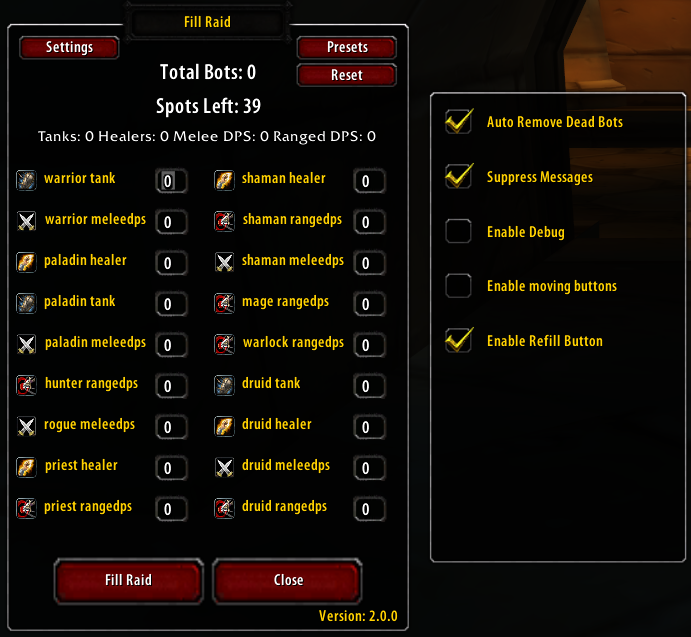 Fill Raid
Settings
Presets
Total Bots: 0
Reset
Spots Left: 39
Tanks: 0 Healers: 0 Melee DPS: 0 Ranged DPS: 0
warrior tank 0 shaman healer 0
warrior meleedps 0 shaman rangedps 0
paladin healer 0 shaman meleedps 0
paladin tank 0 mage rangedps 0
paladin meleedps 0 warlock rangedps 0
hunter rangedps 0 druid tank 0
rogue meleedps 0 druid healer 0
priest healer 0 druid meleedps 0
priest rangedps 0 druid rangedps 0
Fill Raid
Close
Version: 2.0.0
Auto Remove Dead Bots
Suppress Messages
Enable Debug
Enable moving buttons
Enable Refill Button